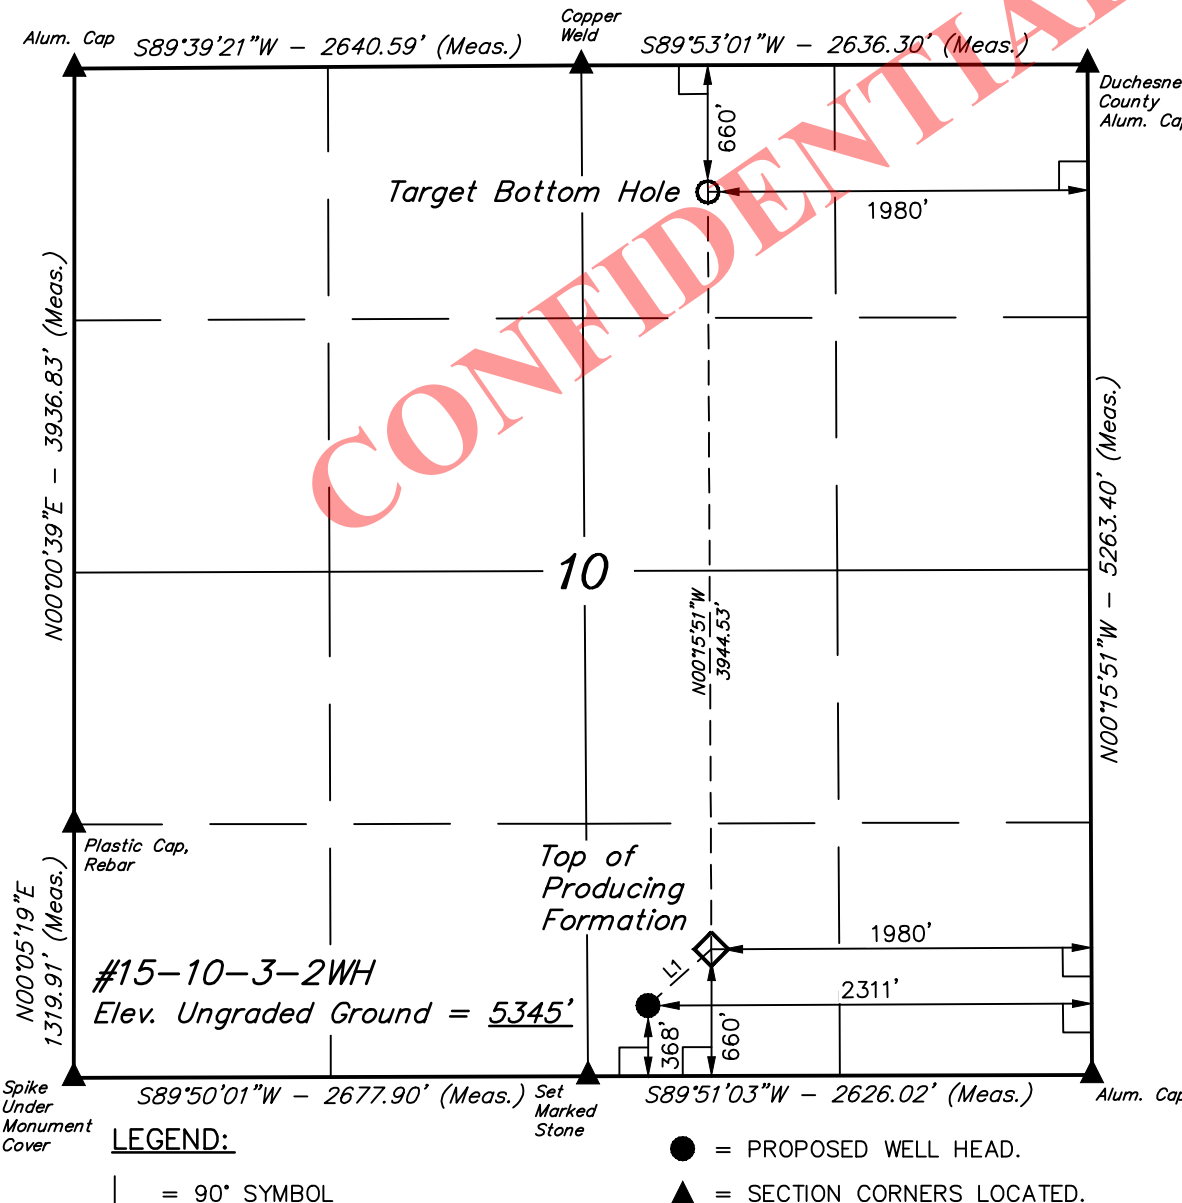 Copper
Weld
Alum. Cap
S89°39'21"W - 2640.59' (Meas.)
S89°53'01"W - 2636.30' (Meas.)
Duchesne
County
Alum. Cap
660'
Target Bottom Hole
1980'
CONFIDENTIAL
N00°00'39"E - 3936.83' (Meas.)
N00°15'51"W - 5263.40' (Meas.)
10
N00°15'51"W
3944.53'
Plastic Cap,
Rebar
Top of
Producing
Formation
N00°05'19"E
1319.91' (Meas.)
1980'
L1
#15-10-3-2WH
Elev. Ungraded Ground = 5345'
2311'
368'
660'
Spike
Under
Monument
Cover
S89°50'01"W - 2677.90' (Meas.)
Set
Marked
Stone
S89°51'03"W - 2626.02' (Meas.)
Alum. Cap
LEGEND:
= 90° SYMBOL
= PROPOSED WELL HEAD.
= SECTION CORNERS LOCATED.